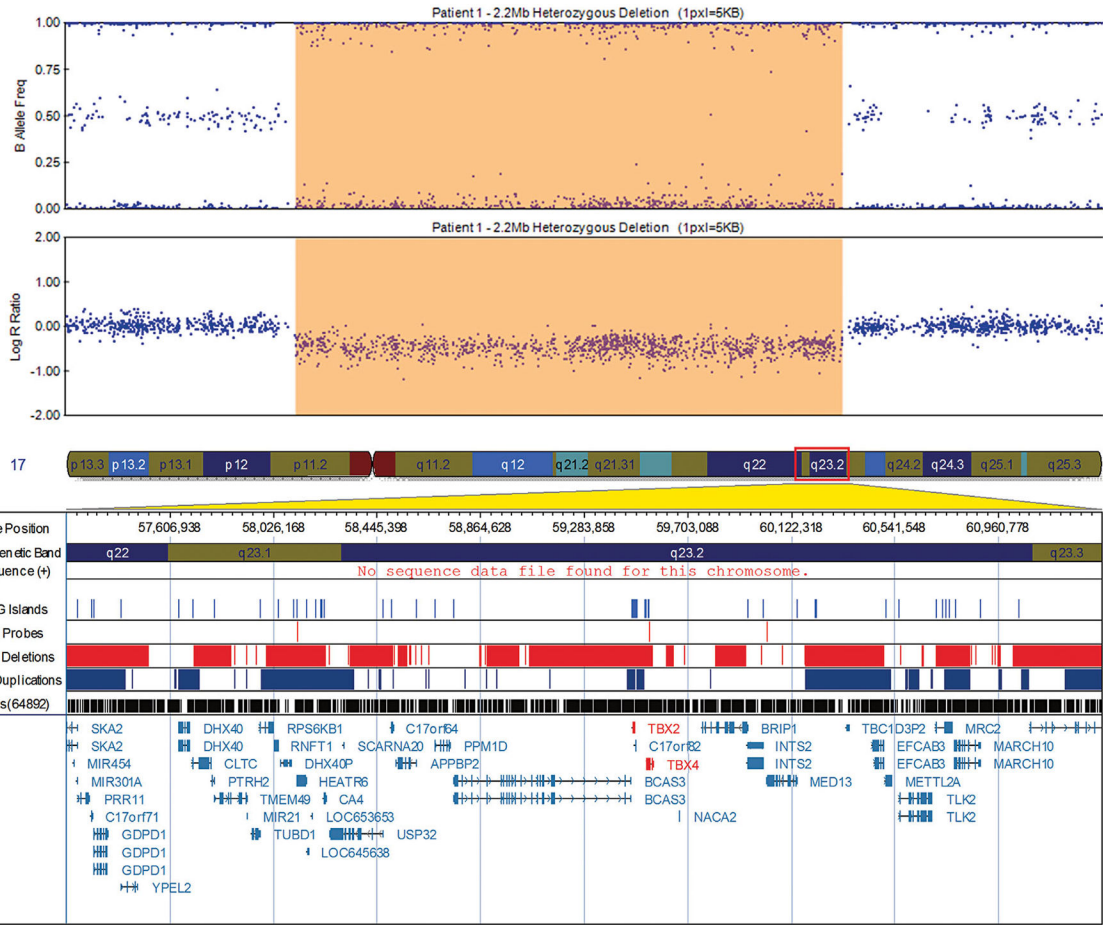 Patient 1 - 2.2Mb Heterozygous Deletion (1pxl=5KB)
1.00
0.75
0.50
0.25
0.00
B Allele Freq
Patient 1 - 2.2Mb Heterozygous Deletion (1pxl=5KB)
2.00
1.00
0.00
-1.00
-2.00
Log R Ratio
17 p13.3 p13.2 p13.1 p12 p11.2 q11.2 q12 q21.2 q21.31 q22 q23.2 q24.2 q24.3 q25.1 q25.3
e Position 57,606,938 58,026,168 58,445,398 58,864,628 59,283,858 59,703,088 60,122,318 60,541,548 60,960,778
enetic Band q22 q23.1 q23.2 q23.3
uence (+) No sequence data file found for this chromosome.
G Islands
Probes
Deletions
Duplications
s(64892)
SKA2 DHX40 RPS6KB1 C17orf64 TBX2 BRIP1 TBC1D3P2 MRC2
SKA2 DHX40 RNFT1 SCARNA20 PPM1D C17orf82 INTS2 EFCAB3 MARCH10
MIR454 CLTC DHX40P APPBP2 TBX4 INTS2 EFCAB3 MARCH10
MIR301A PTRH2 HEATR6 BCAS3 MED13 METTL2A
PRR11 TMEM49 CA4 BCAS3 TLK2
C17orf71 MIR21 LOC653653 NACA2 TLK2
GDPD1 TUBD1 USP32
GDPD1 LOC645638
GDPD1
YPEL2